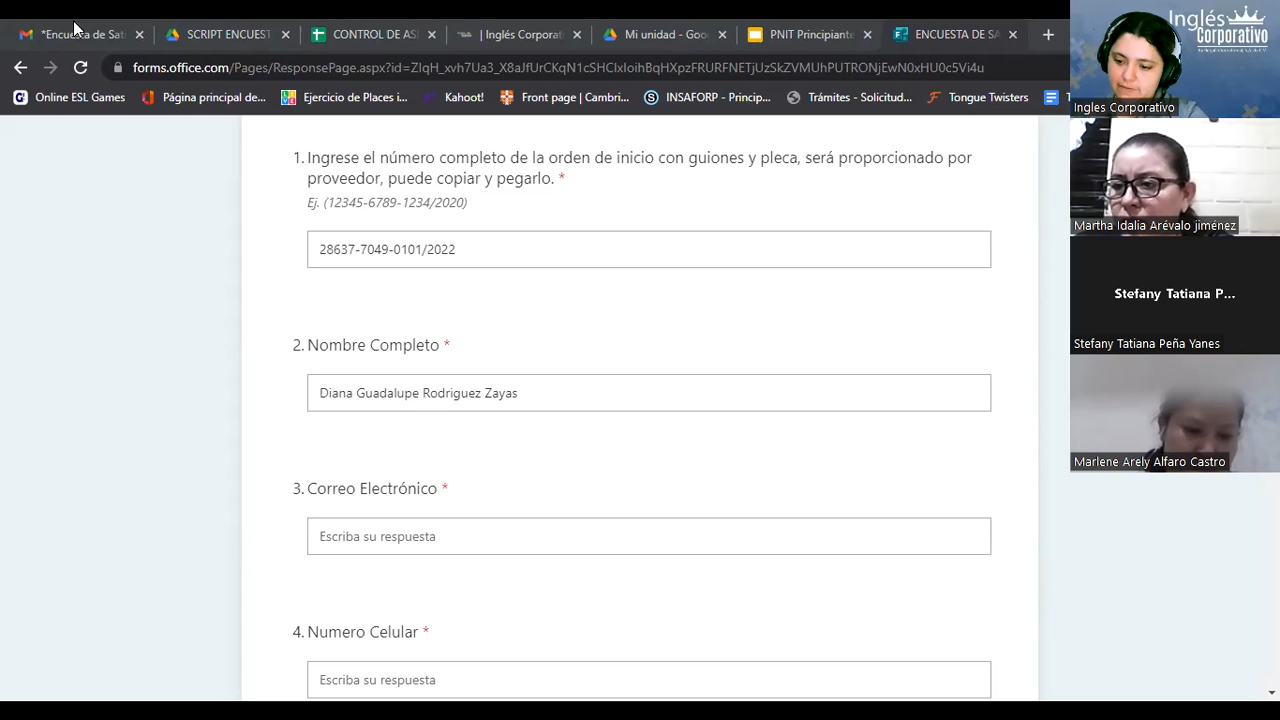 *Encuesta de Sat
SCRIPT ENCUEST
CONTROL DE ASI
| Inglés Corporat
Mi unidad - Goo
PNIT Principiante
ENCUESTA DE SA
forms.office.com/Pages/ResponsePage.aspx?id=ZIqH_xvh7Ua3_X8aJfUrCKqN1cSHCIxIoihBqHXpzFRURFNETjUzSkZVMUhPUTRONjEwN0xHU0c5Vi4u
Online ESL Games
Página principal de...
Ejercicio de Places i...
Kahoot!
Front page | Cambri...
INSAFORP - Princip...
Trámites - Solicitud...
Tongue Twisters
1. Ingrese el número completo de la orden de inicio con guiones y pleca, será proporcionado por
proveedor, puede copiar y pegarlo. *
Ej. (12345-6789-1234/2020)
28637-7049-0101/2022
2. Nombre Completo *
Diana Guadalupe Rodriguez Zayas
3. Correo Electrónico *
Escriba su respuesta
4. Numero Celular *
Escriba su respuesta
Inglés
Corporativo
Ingles Corporativo
Martha Idalia Arévalo jiménez
Stefany Tatiana P...
Stefany Tatiana Peña Yanes
Marlene Arely Alfaro Castro